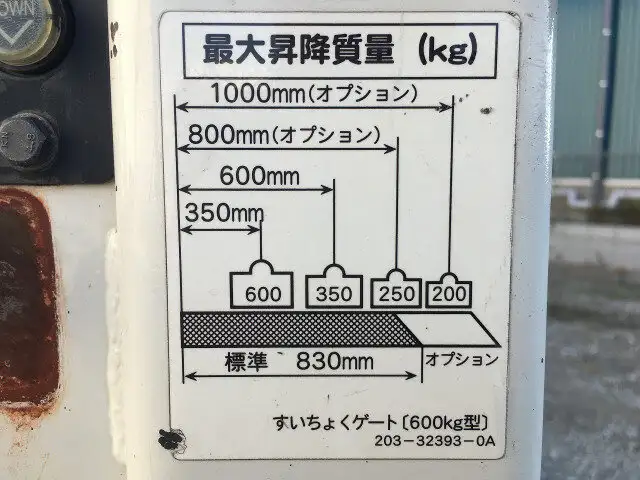 DOWN
最大昇降質量 (kg)
1000mm(オプション)
800mm(オプション)
600mm
350mm
600 350 250 200
標準 830mm オプション
すいちょくゲート〔600kg型〕
203-32393-0A